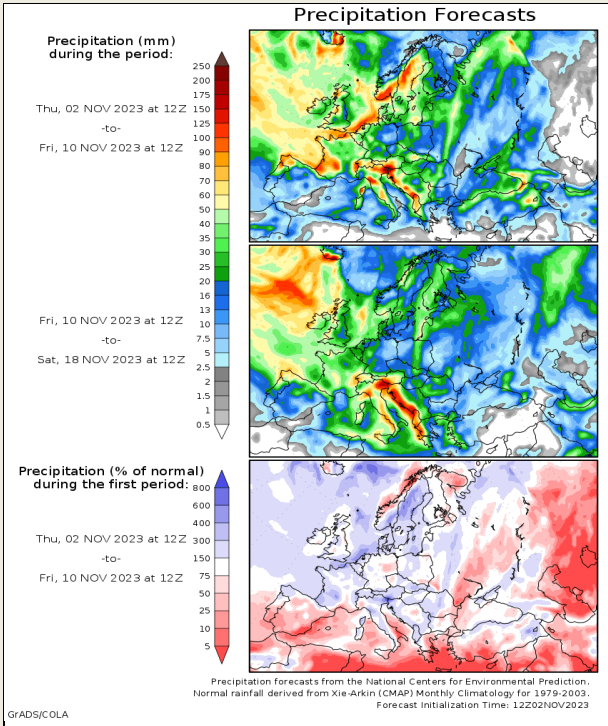 Precipitation Forecasts
Precipitation (mm)
during the period:
Thu, 02 NOV 2023 at 12Z
-to-
Fri, 10 NOV 2023 at 12Z
250
200
175
150
125
100
90
80
70
60
50
40
35
30
25
20
16
13
10
7.5
5
2.5
2
1.5
1
0.5
Fri, 10 NOV 2023 at 12Z
-to-
Sat, 18 NOV 2023 at 12Z
Precipitation (% of normal)
during the first period:
Thu, 02 NOV 2023 at 12Z
-to-
Fri, 10 NOV 2023 at 12Z
800
600
400
300
150
75
50
25
10
5
Precipitation forecasts from the National Centers for Environmental Prediction.
Normal rainfall derived from Xie-Arkin (CMAP) Monthly Climatology for 1979-2003.
Forecast Initialization Time: 12Z02NOV2023
GrADS/COLA